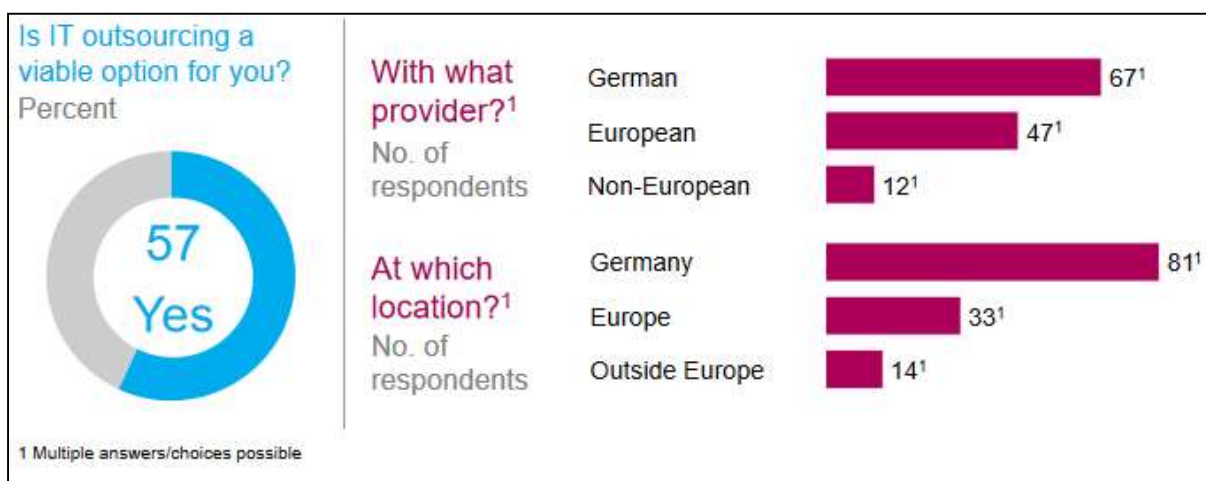 Is IT outsourcing a
viable option for you?
Percent
57
Yes
With what
provider?¹
No. of
respondents
German
67¹
European
47¹
Non-European
12¹
At which
location?¹
No. of
respondents
Germany
81¹
Europe
33¹
Outside Europe
14¹
1 Multiple answers/choices possible